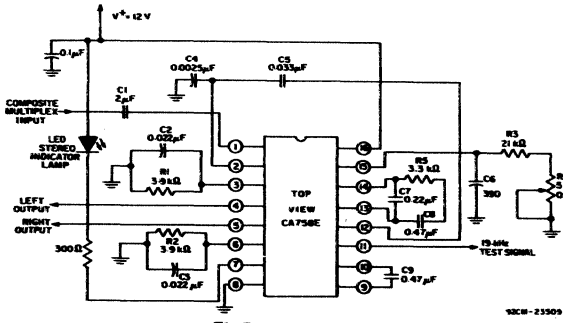 V⁺= 12 V
0.1µF
C4
0.0025µF
C5
0.033µF
C1
2µF
COMPOSITE
MULTIPLEX
INPUT
LED
STEREO
INDICATOR
LAMP
C2
0.022µF
R1
3.9 kΩ
LEFT
OUTPUT
RIGHT
OUTPUT
R2
3.9 kΩ
C3
0.022µF
300Ω
1
2
3
4
5
6
7
8
TOP
VIEW
CA758E
16
15
14
13
12
11
10
9
R5
3.3 kΩ
C7
0.22µF
C8
0.47µF
C6
390
R3
21 kΩ
19-kHz
TEST SIGNAL
C9
0.47µF
92CM-23509